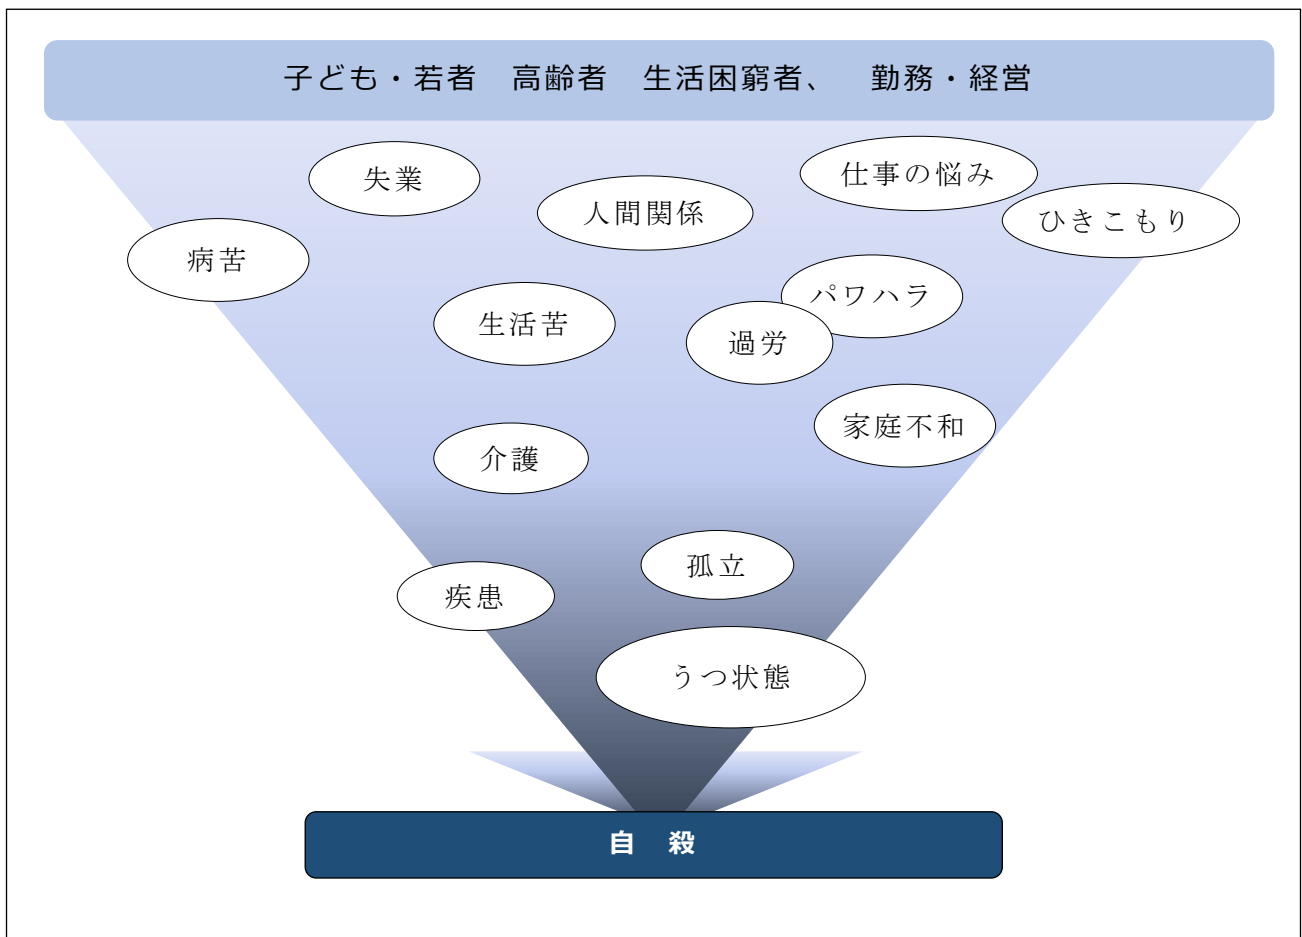 子ども・若者　高齢者　生活困窮者、　勤務・経営
失業
仕事の悩み
人間関係
ひきこもり
病苦
パワハラ
生活苦
過労
家庭不和
介護
孤立
疾患
うつ状態
自　殺